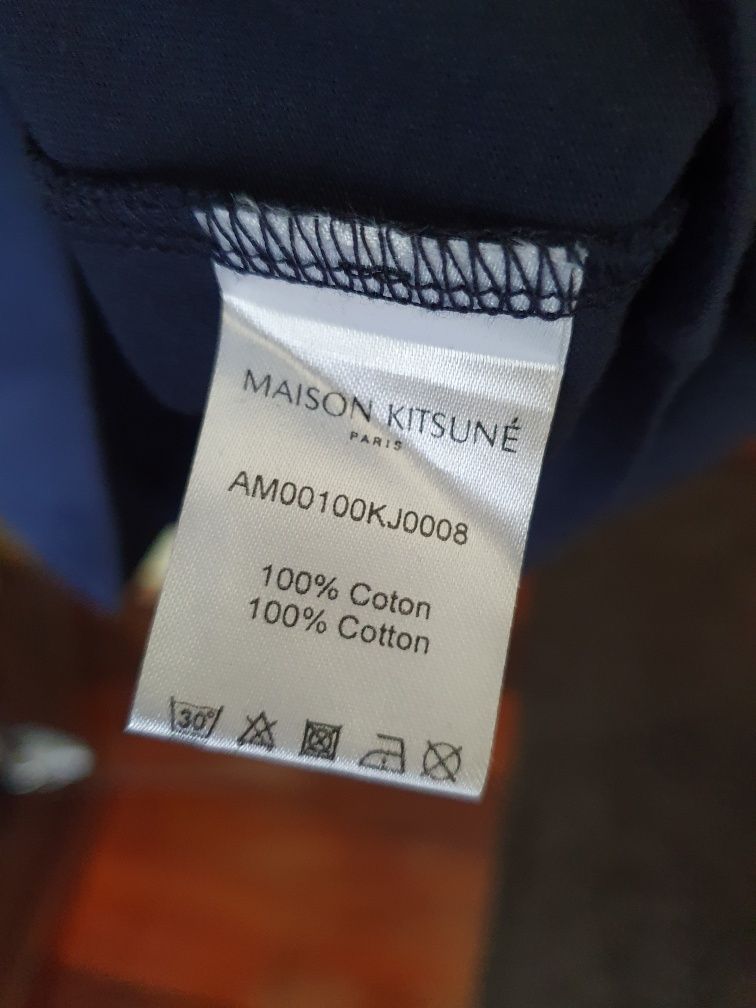 MAISON KITSUNÉ
PARIS
AM00100KJ0008
100% Coton
100% Cotton
30°